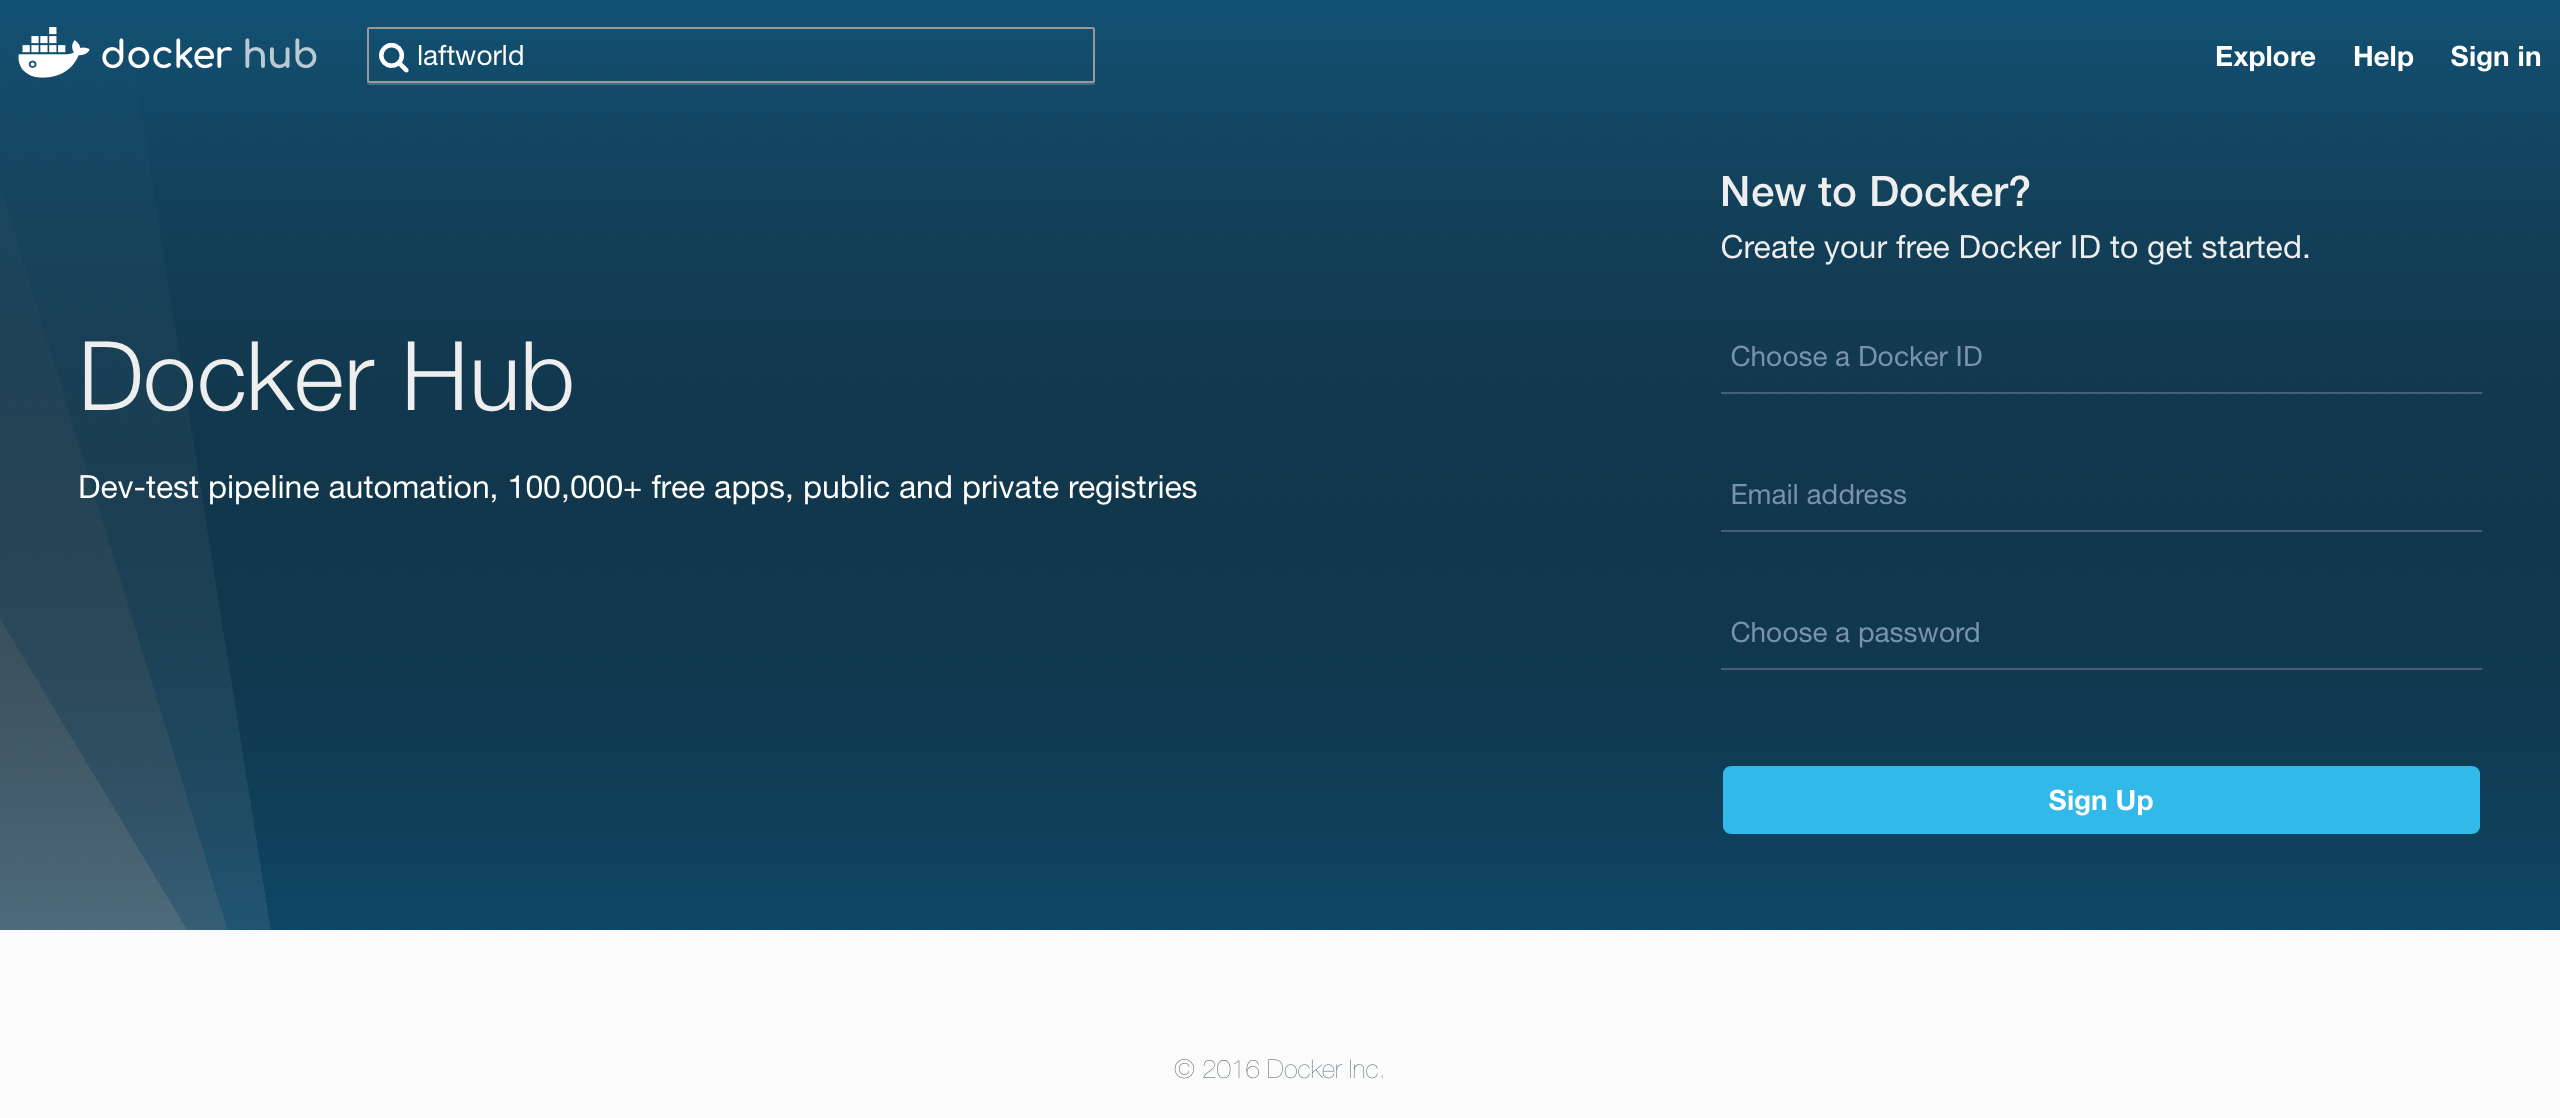 docker hub
laftworld
Explore Help Sign in
New to Docker?
Create your free Docker ID to get started.
Choose a Docker ID
Docker Hub
Email address
Dev-test pipeline automation, 100,000+ free apps, public and private registries
Choose a password
Sign Up
© 2016 Docker Inc.